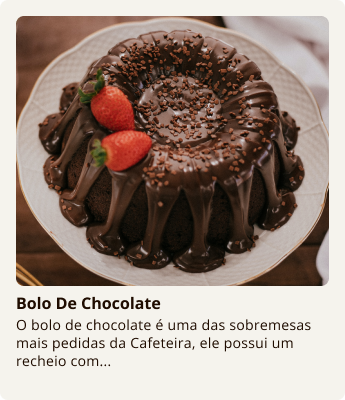 Bolo De Chocolate
O bolo de chocolate é uma das sobremesas
mais pedidas da Cafeteira, ele possui um
recheio com...